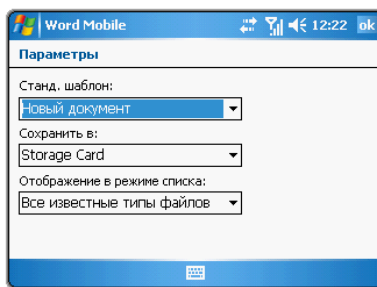 Word Mobile 12:22 ok
Параметры
Станд. шаблон:
Новый документ
Сохранить в:
Storage Card
Отображение в режиме списка:
Все известные типы файлов